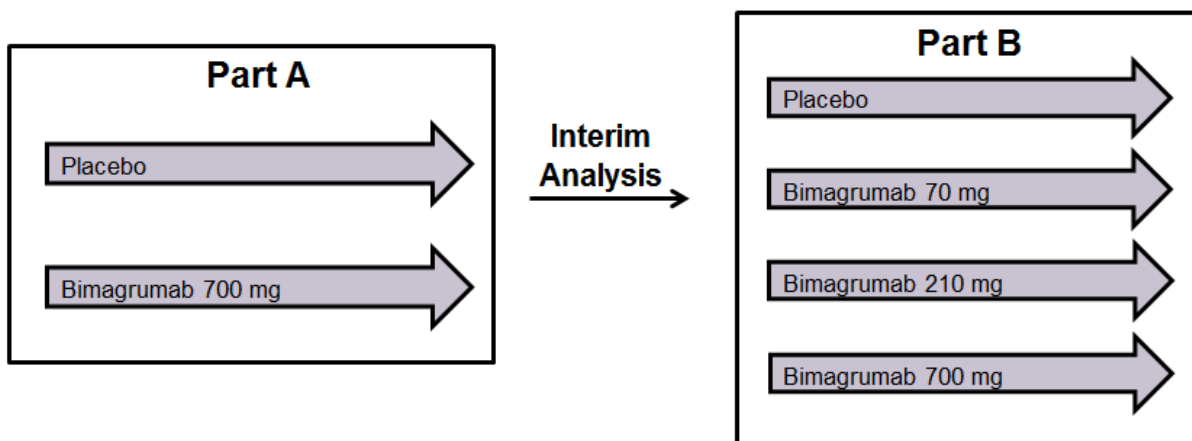 Part A
Placebo
Bimagrumab 700 mg
Interim
Analysis
Part B
Placebo
Bimagrumab 70 mg
Bimagrumab 210 mg
Bimagrumab 700 mg